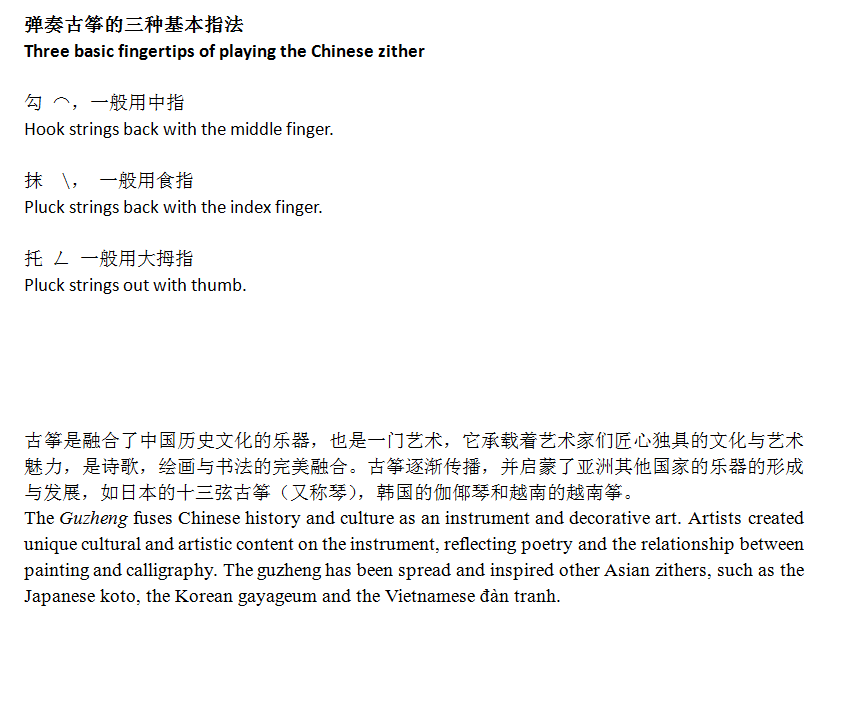 弹奏古筝的三种基本指法
Three basic fingertips of playing the Chinese zither
勾 ⌒，一般用中指
Hook strings back with the middle finger.
抹 \， 一般用食指
Pluck strings back with the index finger.
托 ㄥ 一般用大拇指
Pluck strings out with thumb.
古筝是融合了中国历史文化的乐器，也是一门艺术，它承载着艺术家们匠心独具的文化与艺术
魅力，是诗歌，绘画与书法的完美融合。古筝逐渐传播，并启蒙了亚洲其他国家的乐器的形成
与发展，如日本的十三弦古筝（又称琴），韩国的伽倻琴和越南的越南筝。
The Guzheng fuses Chinese history and culture as an instrument and decorative art. Artists created
unique cultural and artistic content on the instrument, reflecting poetry and the relationship between
painting and calligraphy. The guzheng has been spread and inspired other Asian zithers, such as the
Japanese koto, the Korean gayageum and the Vietnamese đàn tranh.